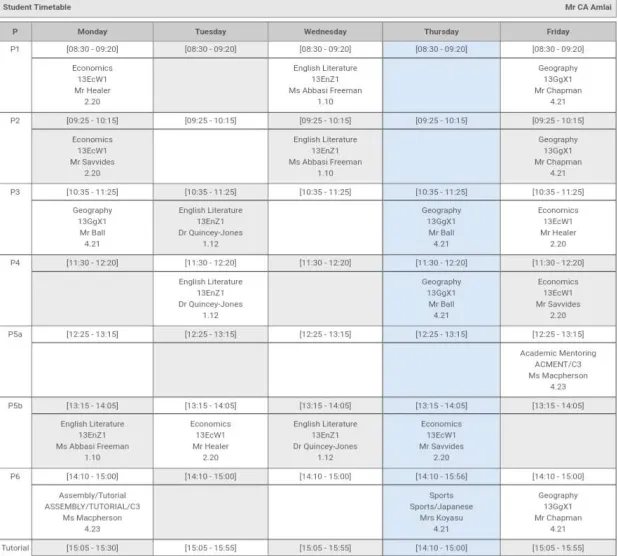 Student Timetable Mr CA Amlai
P Monday Tuesday Wednesday Thursday Friday
P1 [08:30 - 09:20] [08:30 - 09:20] [08:30 - 09:20] [08:30 - 09:20] [08:30 - 09:20]
Economics English Literature Geography
13EcW1 13EnZ1 13GgX1
Mr Healer Ms Abbasi Freeman Mr Chapman
2.20 1.10 4.21
P2 [09:25 - 10:15] [09:25 - 10:15] [09:25 - 10:15] [09:25 - 10:15] [09:25 - 10:15]
Economics English Literature Geography
13EcW1 13EnZ1 13GgX1
Mr Savvides Ms Abbasi Freeman Mr Chapman
2.20 1.10 4.21
P3 [10:35 - 11:25] [10:35 - 11:25] [10:35 - 11:25] [10:35 - 11:25] [10:35 - 11:25]
Geography English Literature Geography Economics
13GgX1 13EnZ1 13GgX1 13EcW1
Mr Ball Dr Quincey-Jones Mr Ball Mr Healer
4.21 1.12 4.21 2.20
P4 [11:30 - 12:20] [11:30 - 12:20] [11:30 - 12:20] [11:30 - 12:20] [11:30 - 12:20]
English Literature Geography Economics
13EnZ1 13GgX1 13EcW1
Dr Quincey-Jones Mr Ball Mr Savvides
1.12 4.21 2.20
P5a [12:25 - 13:15] [12:25 - 13:15] [12:25 - 13:15] [12:25 - 13:15] [12:25 - 13:15]
Academic Mentoring
ACMENT/C3
Ms Macpherson
4.23
P5b [13:15 - 14:05] [13:15 - 14:05] [13:15 - 14:05] [13:15 - 14:05] [13:15 - 14:05]
English Literature Economics English Literature Economics
13EnZ1 13EcW1 13EnZ1 13EcW1
Ms Abbasi Freeman Mr Healer Dr Quincey-Jones Mr Savvides
1.10 2.20 1.12 2.20
P6 [14:10 - 15:00] [14:10 - 15:00] [14:10 - 15:00] [14:10 - 15:56] [14:10 - 15:00]
Assembly/Tutorial Sports Geography
ASSEMBLY/TUTORIAL/C3 Sports/Japanese 13GgX1
Ms Macpherson Mrs Koyasu Mr Chapman
4.23 4.21 4.21
Tutorial [15:05 - 15:30] [15:05 - 15:55] [15:05 - 15:55] [14:10 - 15:00] [15:05 - 15:55]